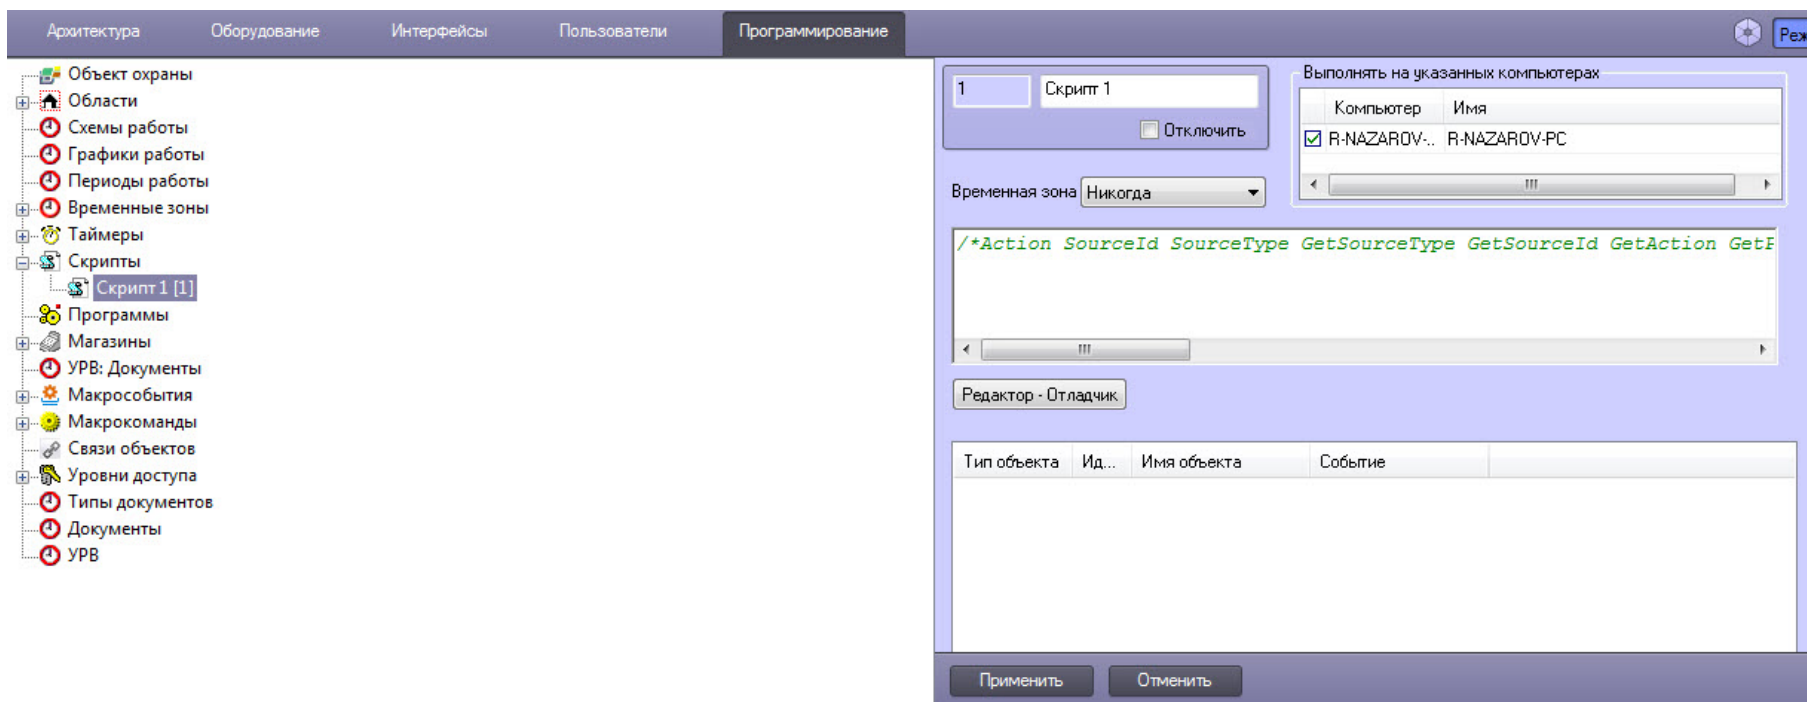 Архитектура Оборудование Интерфейсы Пользователи Программирование Реж
Объект охраны
Области
Схемы работы
Графики работы
Периоды работы
Временные зоны
Таймеры
Скрипты
Скрипт 1 [1]
Программы
Магазины
УРВ: Документы
Макрособытия
Макрокоманды
Связи объектов
Уровни доступа
Типы документов
Документы
УРВ
1 Скрипт 1
Отключить
Выполнять на указанных компьютерах
Компьютер Имя
R-NAZAROV-.. R-NAZAROV-PC
Временная зона Никогда
/*Action SourceId SourceType GetSourceType GetSourceId GetAction GetP
Редактор - Отладчик
Тип объекта Ид... Имя объекта Событие
Применить Отменить